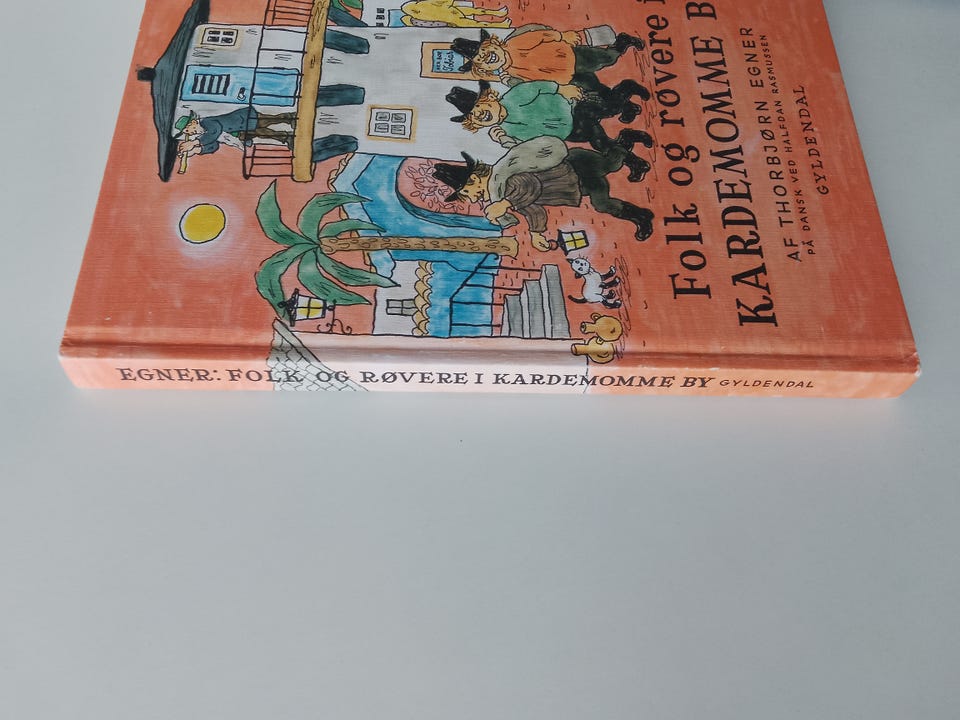 Folk og røvere i
KARDEMOMME B
AF THORBJØRN EGNER
PÅ DANSK VED HALFDAN RASMUSSEN
GYLDENDAL
EGNER: FOLK OG RØVERE I KARDEMOMME BY GYLDENDAL